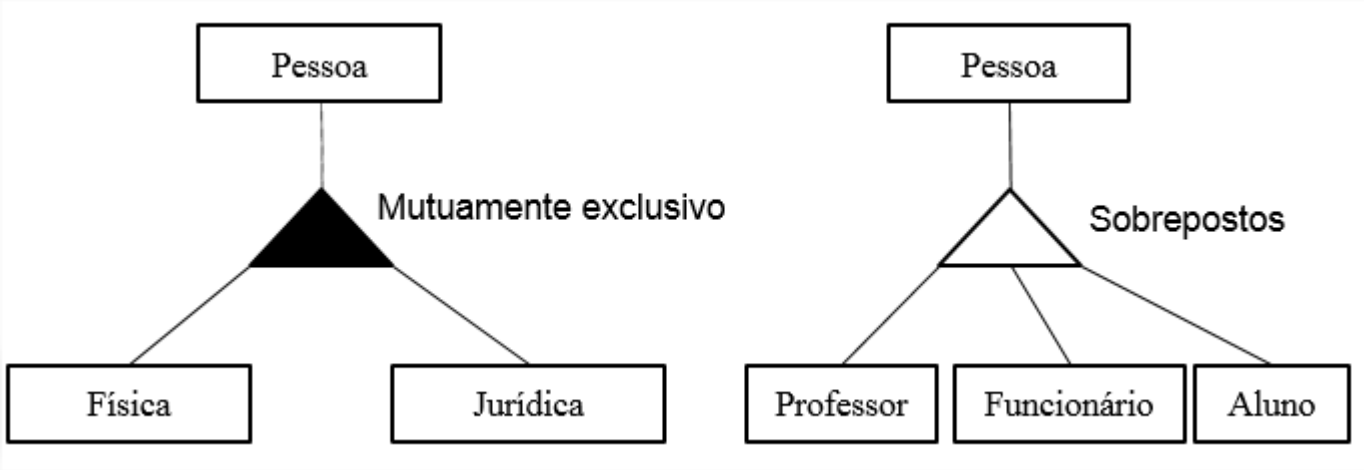 Pessoa
Mutuamente exclusivo
Física
Jurídica
Pessoa
Sobrepostos
Professor
Funcionário
Aluno